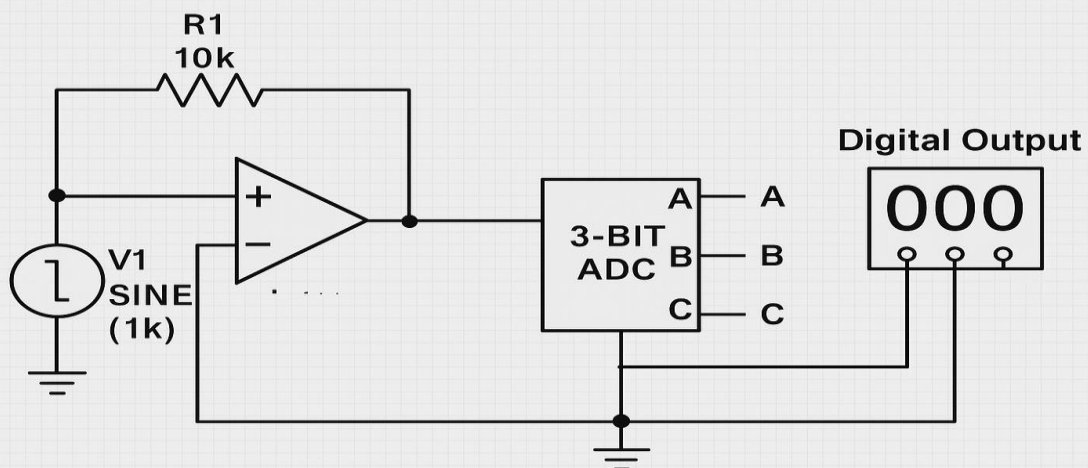 R1
10k
Digital Output
000
+
−
V1
SINE
(1k)
3-BIT
ADC
A
B
C
A
B
C